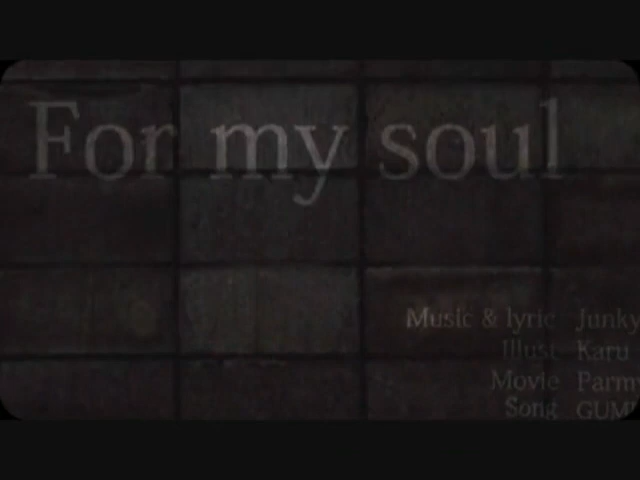 For my soul
Music & lyric Junky
Illust Karu
Movie Parmy
Song GUMI